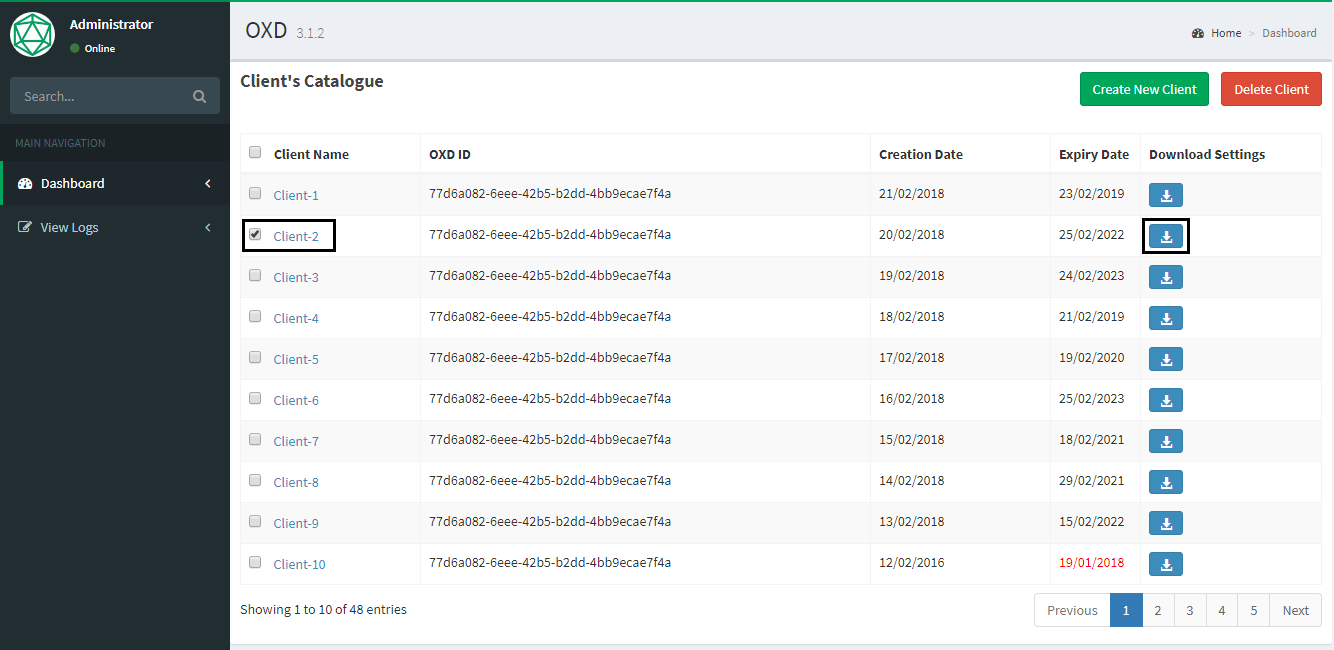 Administrator
Online
Search...
MAIN NAVIGATION
Dashboard
View Logs
OXD 3.1.2
Home > Dashboard
Client's Catalogue
Create New Client
Delete Client
Client Name OXD ID Creation Date Expiry Date Download Settings
Client-1 77d6a082-6eee-42b5-b2dd-4bb9ecae7f4a 21/02/2018 23/02/2019
Client-2 77d6a082-6eee-42b5-b2dd-4bb9ecae7f4a 20/02/2018 25/02/2022
Client-3 77d6a082-6eee-42b5-b2dd-4bb9ecae7f4a 19/02/2018 24/02/2023
Client-4 77d6a082-6eee-42b5-b2dd-4bb9ecae7f4a 18/02/2018 21/02/2019
Client-5 77d6a082-6eee-42b5-b2dd-4bb9ecae7f4a 17/02/2018 19/02/2020
Client-6 77d6a082-6eee-42b5-b2dd-4bb9ecae7f4a 16/02/2018 25/02/2023
Client-7 77d6a082-6eee-42b5-b2dd-4bb9ecae7f4a 15/02/2018 18/02/2021
Client-8 77d6a082-6eee-42b5-b2dd-4bb9ecae7f4a 14/02/2018 29/02/2021
Client-9 77d6a082-6eee-42b5-b2dd-4bb9ecae7f4a 13/02/2018 15/02/2022
Client-10 77d6a082-6eee-42b5-b2dd-4bb9ecae7f4a 12/02/2016 19/01/2018
Showing 1 to 10 of 48 entries
Previous 1 2 3 4 5 Next